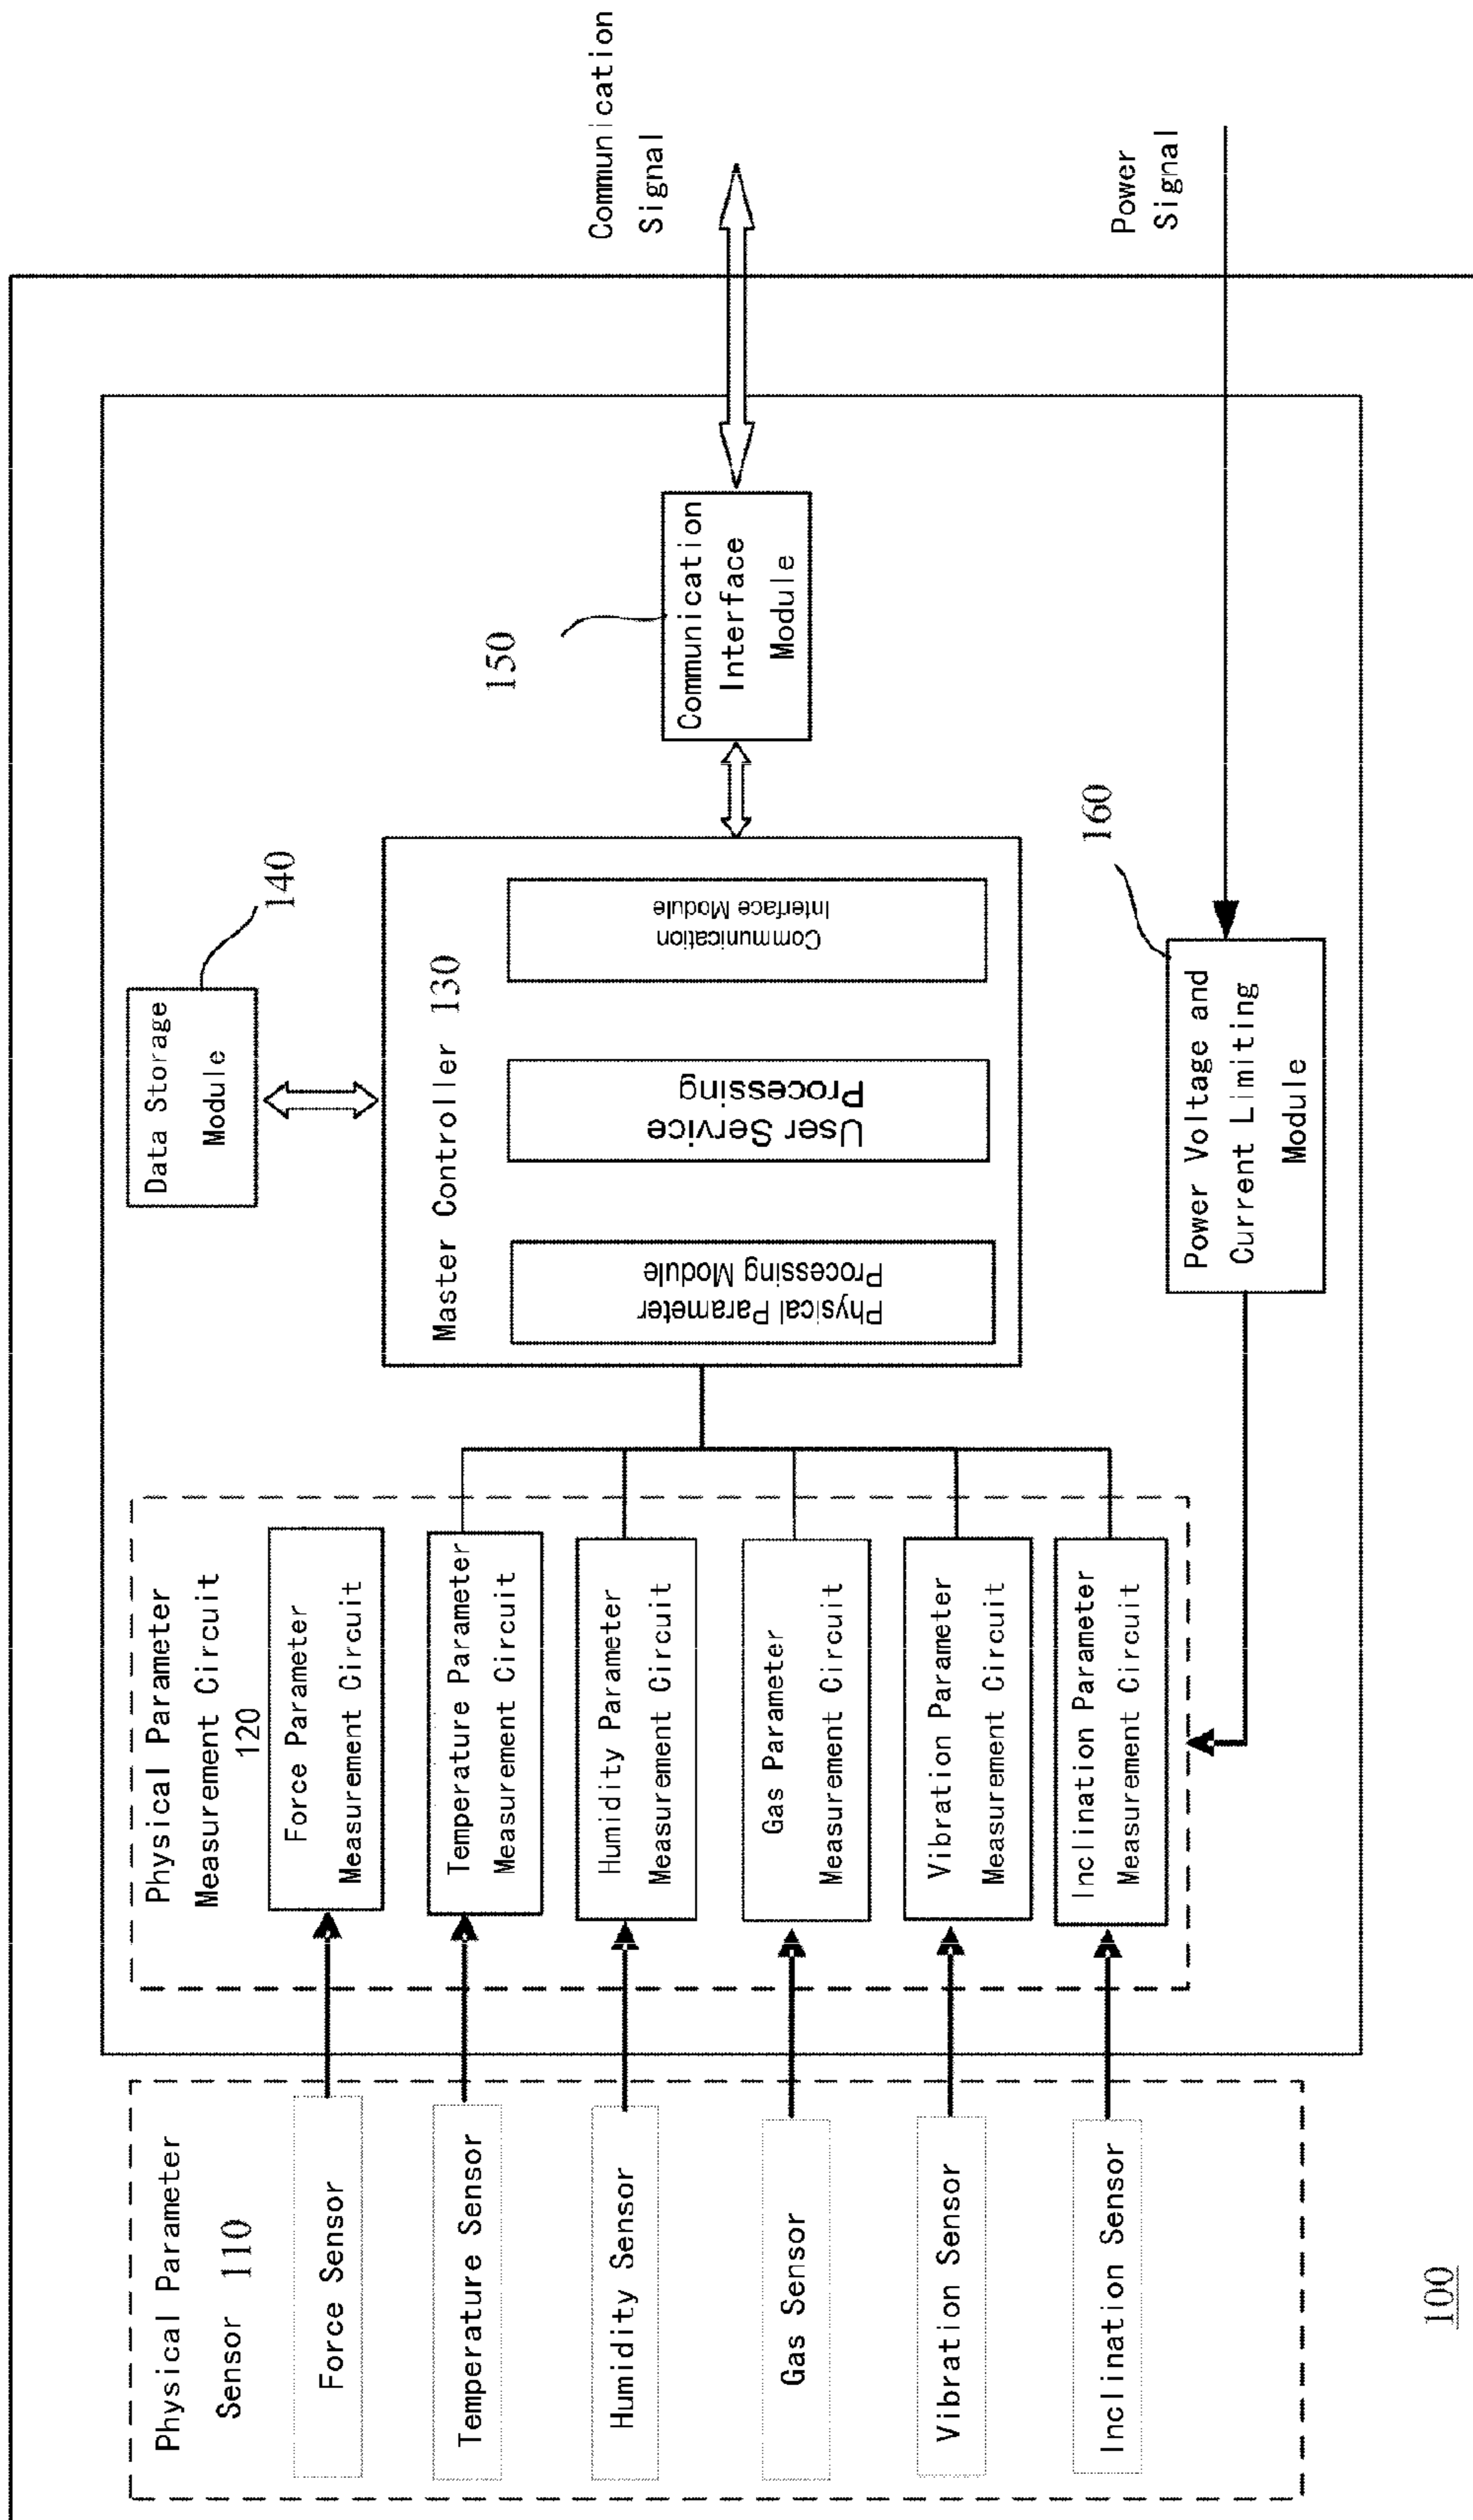 Physical Parameter
Sensor 110
Force Sensor
Temperature Sensor
Humidity Sensor
Gas Sensor
Vibration Sensor
Inclination Sensor
Physical Parameter
Measurement Circuit
120
Force Parameter
Measurement Circuit
Temperature Parameter
Measurement Circuit
Humidity Parameter
Measurement Circuit
Gas Parameter
Measurement Circuit
Vibration Parameter
Measurement Circuit
Inclination Parameter
Measurement Circuit
Data Storage
Module
140
Master Controller 130
Physical Parameter
Processing Module
User Service
Processing
Communication
Interface Module
150
Communication
Interface
Module
Communication
Signal
160
Power Voltage and
Current Limiting
Module
Power
Signal
100